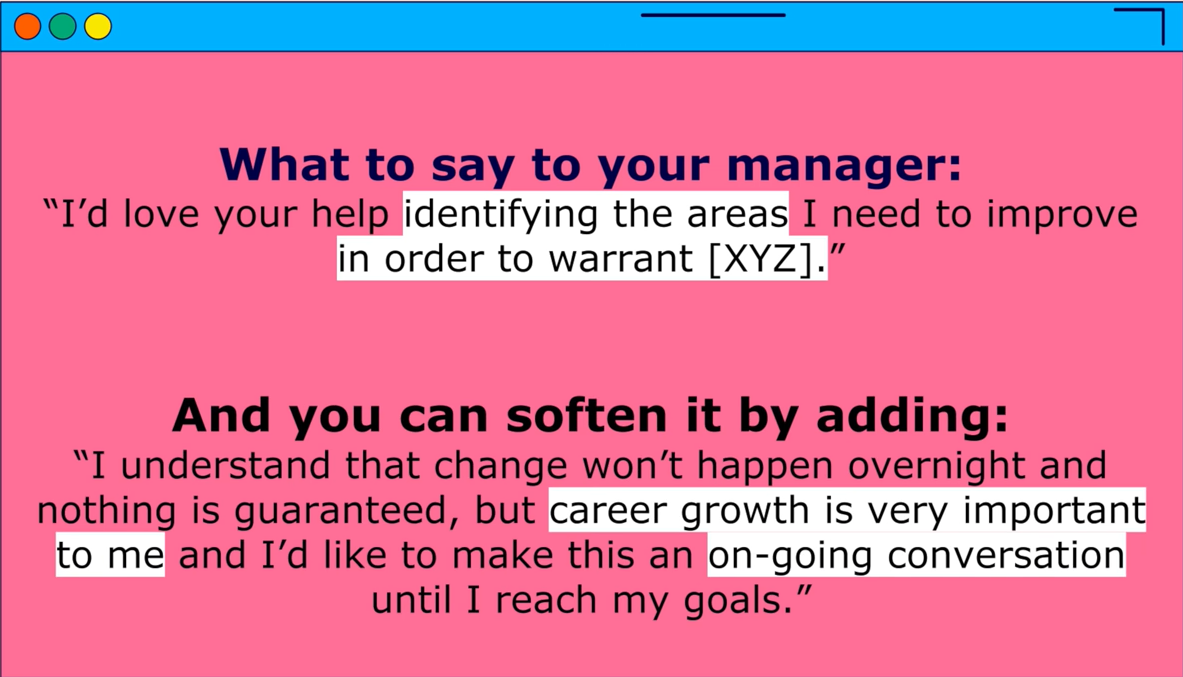 What to say to your manager:
“I’d love your help identifying the areas I need to improve
in order to warrant [XYZ].”
And you can soften it by adding:
“I understand that change won’t happen overnight and
nothing is guaranteed, but career growth is very important
to me and I’d like to make this an on-going conversation
until I reach my goals.”